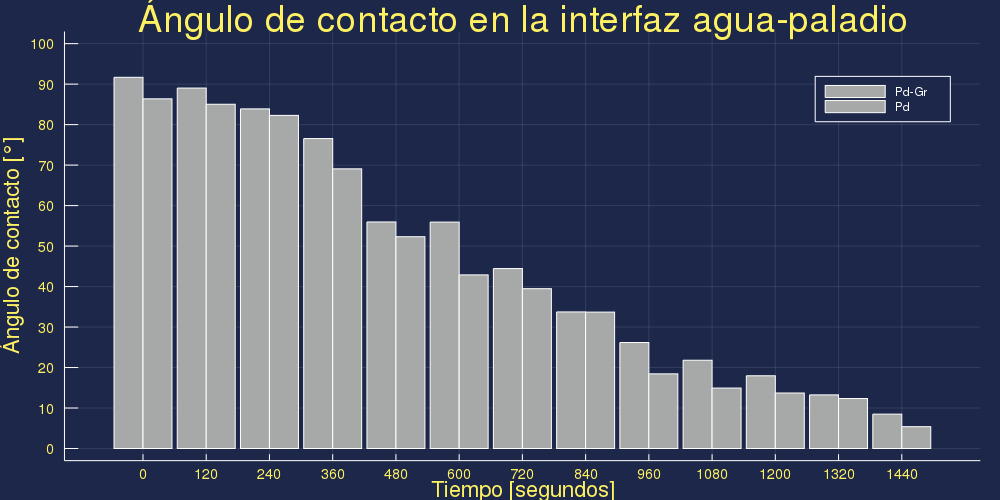 Ángulo de contacto en la interfaz agua-paladio
Ángulo de contacto [°]
100
90
80
70
60
50
40
30
20
10
0
Pd-Gr
Pd
0 120 240 360 480 600 720 840 960 1080 1200 1320 1440
Tiempo [segundos]